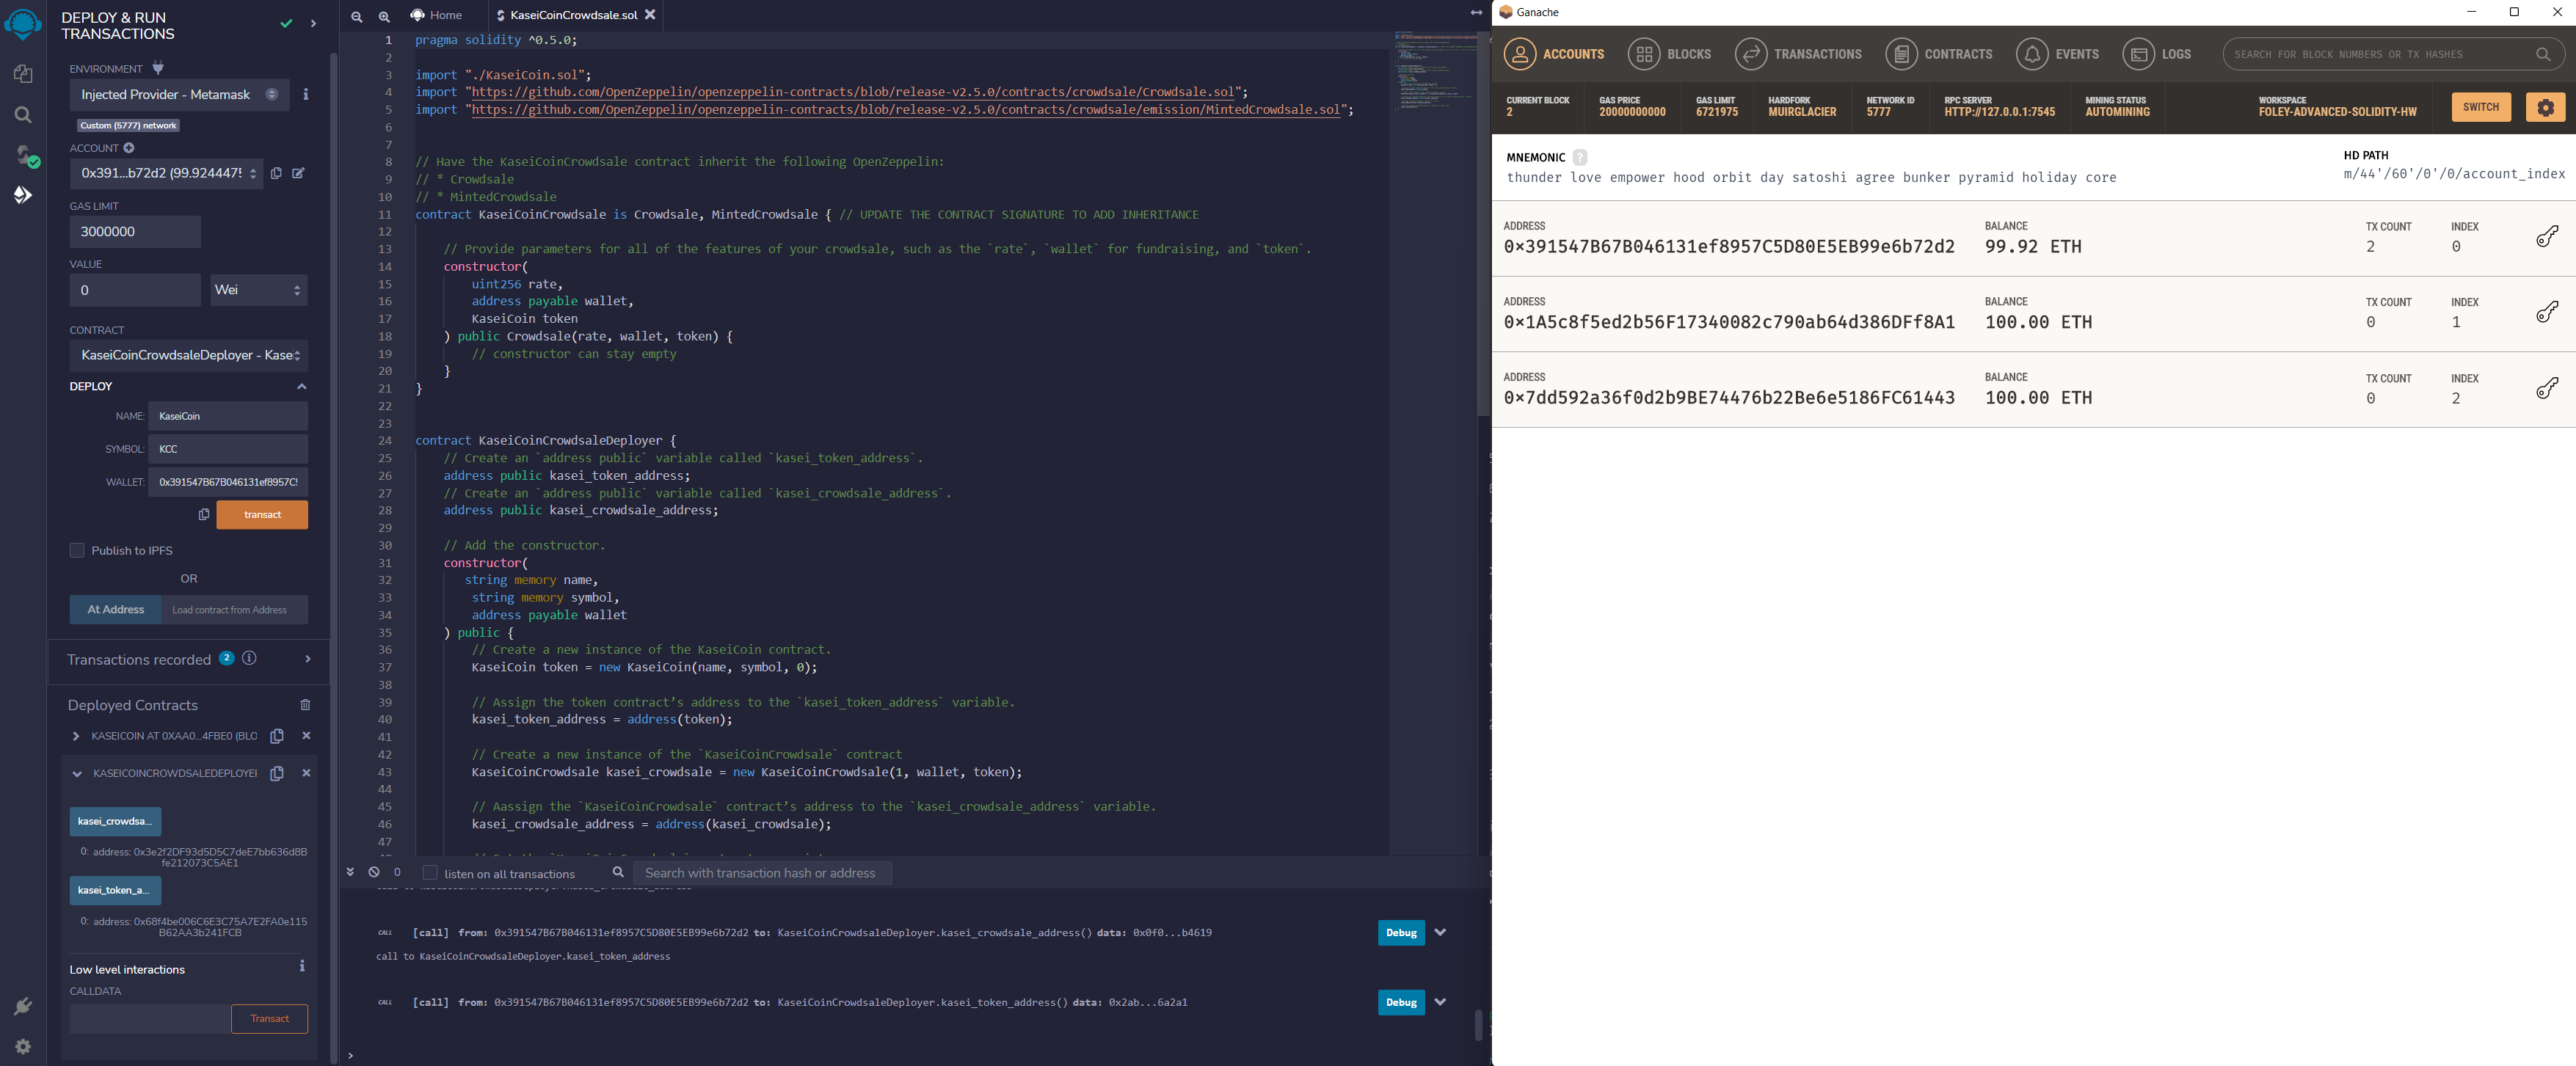 DEPLOY & RUN
TRANSACTIONS
ENVIRONMENT
Injected Provider - Metamask
Custom (5777) network
ACCOUNT
0x391...b72d2 (99.9244475
GAS LIMIT
3000000
VALUE
0
Wei
CONTRACT
KaseiCoinCrowdsaleDeployer - Kase
DEPLOY
NAME: KaseiCoin
SYMBOL: KCC
WALLET: 0x391547B67B046131ef8957C5
transact
Publish to IPFS
OR
At Address Load contract from Address
Transactions recorded 2
Deployed Contracts
KASEICOIN AT 0XAA0...4FBE0 (BLO
KASEICOINCROWDSALEDEPLOYE
kasei_crowdsa...
0: address: 0x3e2f2DF93d5D5C7deE7bb636d8B
fe212073C5AE1
kasei_token_a...
0: address: 0x68f4be006C6E3C75A7E2FA0e115
B62AA3b241FCB
Low level interactions
CALLDATA
Transact
Home
KaseiCoinCrowdsale.sol
1 pragma solidity ^0.5.0;
2
3 import "./KaseiCoin.sol";
4 import "https://github.com/OpenZeppelin/openzeppelin-contracts/blob/release-v2.5.0/contracts/crowdsale/Crowdsale.sol";
5 import "https://github.com/OpenZeppelin/openzeppelin-contracts/blob/release-v2.5.0/contracts/crowdsale/emission/MintedCrowdsale.sol";
6
7
8 // Have the KaseiCoinCrowdsale contract inherit the following OpenZeppelin:
9 // * Crowdsale
10 // * MintedCrowdsale
11 contract KaseiCoinCrowdsale is Crowdsale, MintedCrowdsale { // UPDATE THE CONTRACT SIGNATURE TO ADD INHERITANCE
12
13 // Provide parameters for all of the features of your crowdsale, such as the `rate`, `wallet` for fundraising, and `token`.
14 constructor(
15 uint256 rate,
16 address payable wallet,
17 KaseiCoin token
18 ) public Crowdsale(rate, wallet, token) {
19 // constructor can stay empty
20 }
21 }
22
23
24 contract KaseiCoinCrowdsaleDeployer {
25 // Create an `address public` variable called `kasei_token_address`.
26 address public kasei_token_address;
27 // Create an `address public` variable called `kasei_crowdsale_address`.
28 address public kasei_crowdsale_address;
29
30 // Add the constructor.
31 constructor(
32 string memory name,
33 string memory symbol,
34 address payable wallet
35 ) public {
36 // Create a new instance of the KaseiCoin contract.
37 KaseiCoin token = new KaseiCoin(name, symbol, 0);
38
39 // Assign the token contract’s address to the `kasei_token_address` variable.
40 kasei_token_address = address(token);
41
42 // Create a new instance of the `KaseiCoinCrowdsale` contract
43 KaseiCoinCrowdsale kasei_crowdsale = new KaseiCoinCrowdsale(1, wallet, token);
44
45 // Aassign the `KaseiCoinCrowdsale` contract’s address to the `kasei_crowdsale_address` variable.
46 kasei_crowdsale_address = address(kasei_crowdsale);
47
0 listen on all transactions
Search with transaction hash or address
CALL [call] from: 0x391547B67B046131ef8957C5D80E5EB99e6b72d2 to: KaseiCoinCrowdsaleDeployer.kasei_crowdsale_address() data: 0x0f0...b4619
Debug
call to KaseiCoinCrowdsaleDeployer.kasei_token_address
CALL [call] from: 0x391547B67B046131ef8957C5D80E5EB99e6b72d2 to: KaseiCoinCrowdsaleDeployer.kasei_token_address() data: 0x2ab...6a2a1
Debug
>
Ganache
ACCOUNTS BLOCKS TRANSACTIONS CONTRACTS EVENTS LOGS
SEARCH FOR BLOCK NUMBERS OR TX HASHES
CURRENT BLOCK
2
GAS PRICE
20000000000
GAS LIMIT
6721975
HARDFORK
MUIRGLACIER
NETWORK ID
5777
RPC SERVER
HTTP://127.0.0.1:7545
MINING STATUS
AUTOMINING
WORKSPACE
FOLEY-ADVANCED-SOLIDITY-HW
SWITCH
MNEMONIC ?
thunder love empower hood orbit day satoshi agree bunker pyramid holiday core
HD PATH
m/44'/60'/0'/0/account_index
ADDRESS
0×391547B67B046131ef8957C5D80E5EB99e6b72d2
BALANCE
99.92 ETH
TX COUNT
2
INDEX
0
ADDRESS
0×1A5c8f5ed2b56F17340082c790ab64d386DFf8A1
BALANCE
100.00 ETH
TX COUNT
0
INDEX
1
ADDRESS
0×7dd592a36f0d2b9BE74476b22Be6e5186FC61443
BALANCE
100.00 ETH
TX COUNT
0
INDEX
2